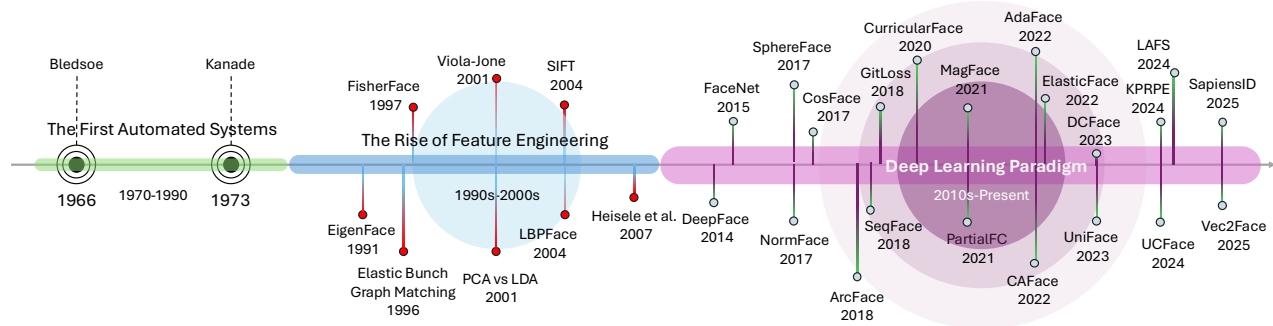 Bledsoe
Kanade
The First Automated Systems
1966
1970-1990
1973
FisherFace
1997
Viola-Jone
2001
SIFT
2004
The Rise of Feature Engineering
1990s-2000s
EigenFace
1991
Elastic Bunch
Graph Matching
1996
PCA vs LDA
2001
LBPFace
2004
Heisele et al.
2007
FaceNet
2015
SphereFace
2017
CosFace
2017
GitLoss
2018
CurricularFace
2020
MagFace
2021
AdaFace
2022
ElasticFace
2022
DCFace
2023
LAFS
2024
KPRPE
2024
SapiensID
2025
Deep Learning Paradigm
2010s-Present
DeepFace
2014
NormFace
2017
ArcFace
2018
SeqFace
2018
PartialFC
2021
CAFace
2022
UniFace
2023
UCFace
2024
Vec2Face
2025